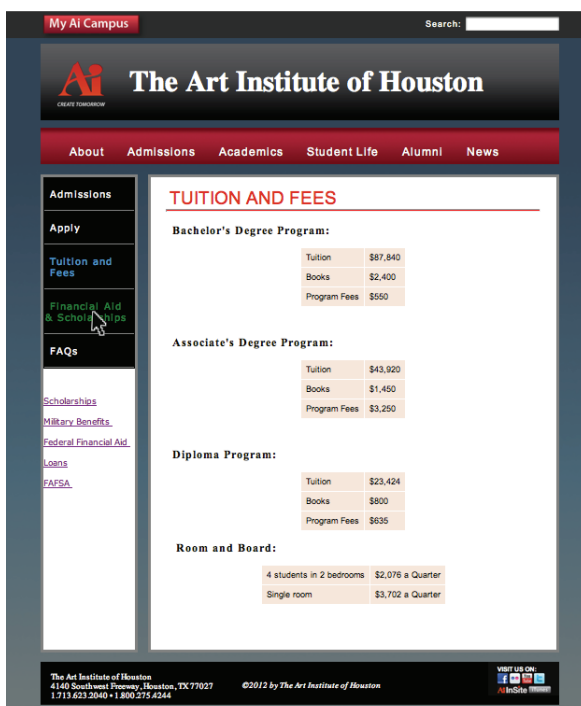 My Ai Campus
Search:
Ai
CREATE TOMORROW
The Art Institute of Houston
About Admissions Academics Student Life Alumni News
Admissions
Apply
Tuition and
Fees
Financial Aid
& Scholarships
FAQs
Scholarships
Military Benefits
Federal Financial Aid
Loans
FAFSA
TUITION AND FEES
Bachelor's Degree Program:
Tuition $87,840
Books $2,400
Program Fees $550
Associate's Degree Program:
Tuition $43,920
Books $1,450
Program Fees $3,250
Diploma Program:
Tuition $23,424
Books $800
Program Fees $635
Room and Board:
4 students in 2 bedrooms $2,076 a Quarter
Single room $3,702 a Quarter
The Art Institute of Houston
4140 Southwest Freeway, Houston, TX 77027
1.713.623.2040 • 1.800.275.4244
©2012 by The Art Institute of Houston
VISIT US ON:
Ai InSite